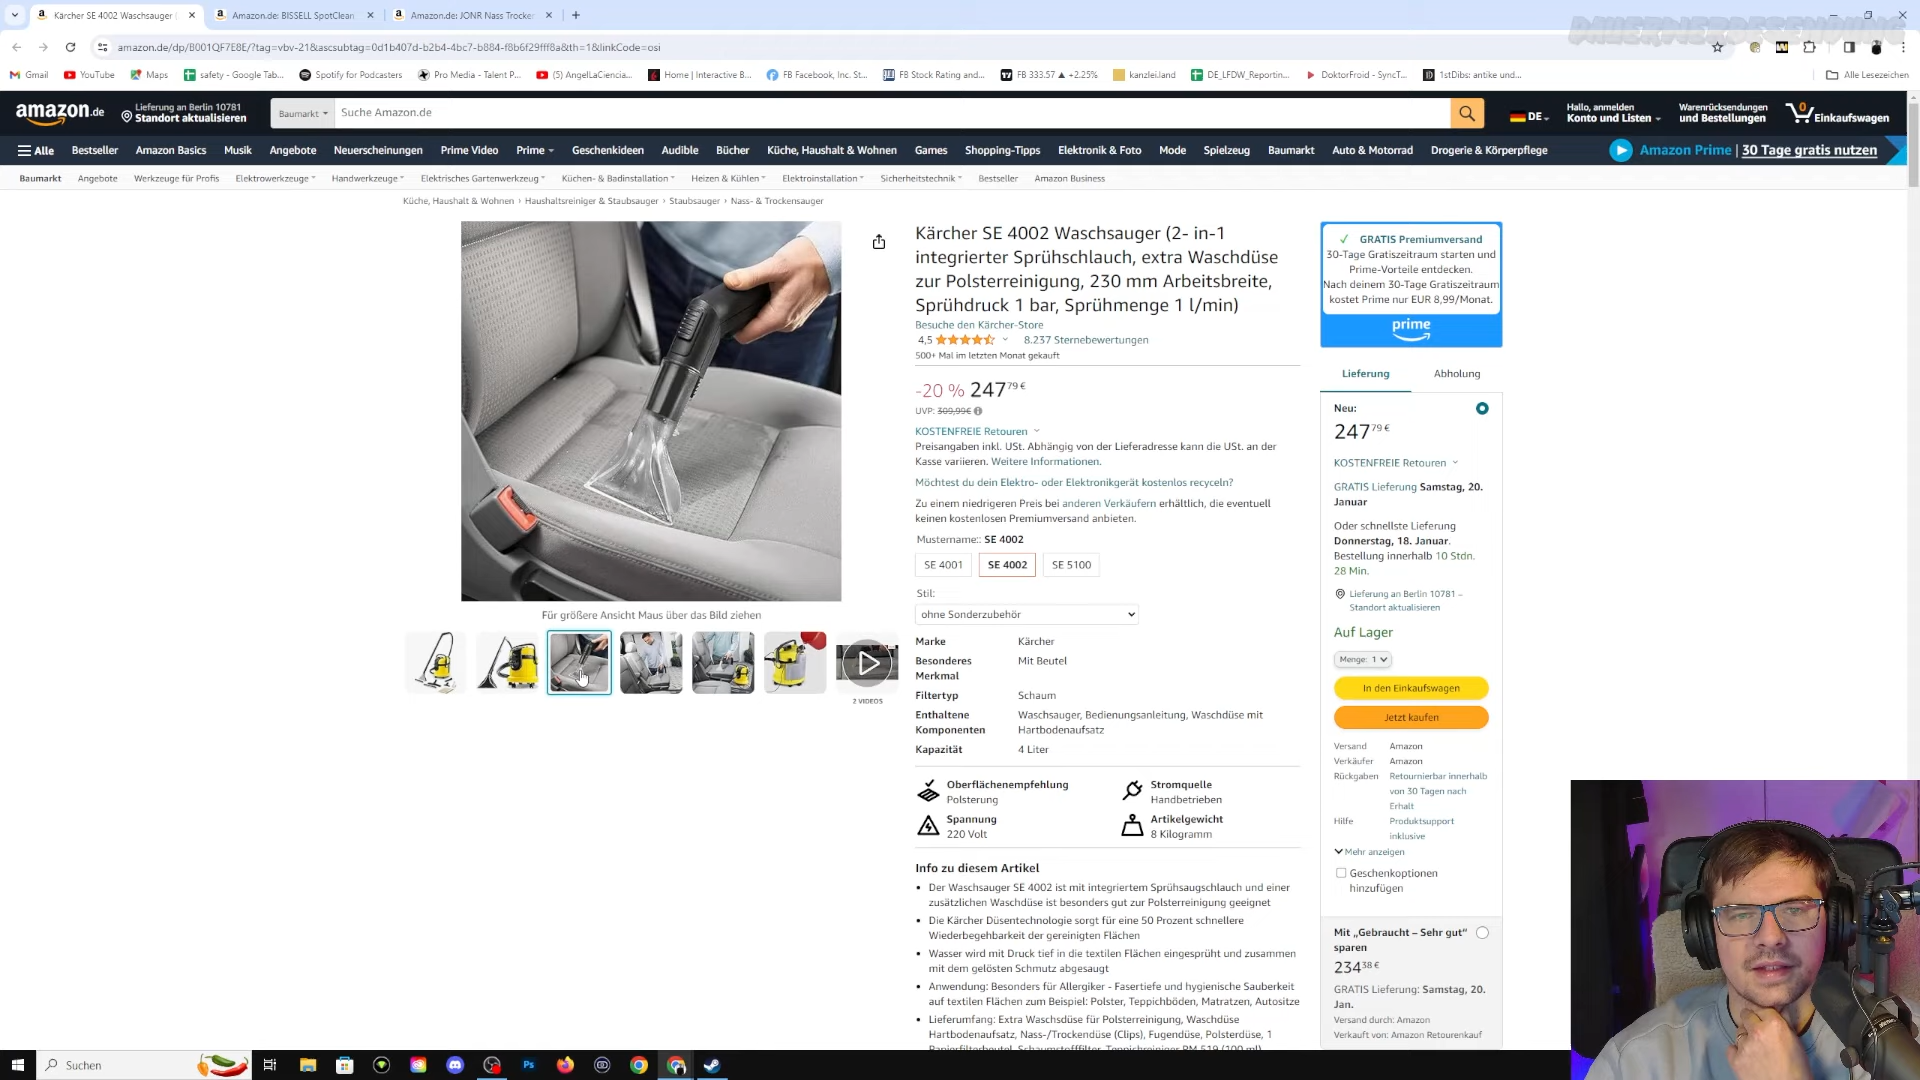 Kärcher SE 4002 Waschsauger (
Amazon.de: BISSELL SpotClean
Amazon.de: JONR Nass Trocker
amazon.de/dp/B001QF7E8E/?tag=vbv-21&ascsubtag=0d1b407d-b2b4-4bc7-b884-f8b6f29fff8a&th=1&linkCode=osi
Gmail
YouTube
Maps
safety - Google Tab...
Spotify for Podcasters
Pro Media - Talent P...
(5) AngelLaCiencia...
Home | Interactive B...
FB Facebook, Inc. St...
FB Stock Rating and...
FB 333.57 ▲ +2.25%
kanzlei.land
DE_LFDW_Reportin...
DoktorFroid - SyncT...
1stDibs: antike und...
Alle Lesezeichen
amazon.de
Lieferung an Berlin 10781
Standort aktualisieren
Baumarkt
Suche Amazon.de
DE
Hallo, anmelden
Konto und Listen
Warenrücksendungen
und Bestellungen
0
Einkaufswagen
Alle
Bestseller
Amazon Basics
Musik
Angebote
Neuerscheinungen
Prime Video
Prime
Geschenkideen
Audible
Bücher
Küche, Haushalt & Wohnen
Games
Shopping-Tipps
Elektronik & Foto
Mode
Spielzeug
Baumarkt
Auto & Motorrad
Drogerie & Körperpflege
Amazon Prime | 30 Tage gratis nutzen
Baumarkt
Angebote
Werkzeuge für Profis
Elektrowerkzeuge
Handwerkzeuge
Elektrisches Gartenwerkzeug
Küchen- & Badinstallation
Heizen & Kühlen
Elektroinstallation
Sicherheitstechnik
Bestseller
Amazon Business
Küche, Haushalt & Wohnen › Haushaltsreiniger & Staubsauger › Staubsauger › Nass- & Trockensauger
Für größere Ansicht Maus über das Bild ziehen
2 VIDEOS
Kärcher SE 4002 Waschsauger (2- in-1
integrierter Sprühschlauch, extra Waschdüse
zur Polsterreinigung, 230 mm Arbeitsbreite,
Sprühdruck 1 bar, Sprühmenge 1 l/min)
Besuche den Kärcher-Store
4,5
8.237 Sternebewertungen
500+ Mal im letzten Monat gekauft
-20 % 247 79 €
UVP: 309,99€
KOSTENFREIE Retouren
Preisangaben inkl. USt. Abhängig von der Lieferadresse kann die USt. an der
Kasse variieren. Weitere Informationen.
Möchtest du dein Elektro- oder Elektronikgerät kostenlos recyceln?
Zu einem niedrigeren Preis bei anderen Verkäufern erhältlich, die eventuell
keinen kostenlosen Premiumversand anbieten.
Mustername:: SE 4002
SE 4001
SE 4002
SE 5100
Stil:
ohne Sonderzubehör
Marke Kärcher
Besonderes Mit Beutel
Merkmal
Filtertyp Schaum
Enthaltene Waschsauger, Bedienungsanleitung, Waschdüse mit
Komponenten Hartbodenaufsatz
Kapazität 4 Liter
Oberflächenempfehlung
Polsterung
Stromquelle
Handbetrieben
Spannung
220 Volt
Artikelgewicht
8 Kilogramm
Info zu diesem Artikel
• Der Waschsauger SE 4002 ist mit integriertem Sprühsaugschlauch und einer
zusätzlichen Waschdüse ist besonders gut zur Polsterreinigung geeignet
• Die Kärcher Düsentechnologie sorgt für eine 50 Prozent schnellere
Wiederbegehbarkeit der gereinigten Flächen
• Wasser wird mit Druck tief in die textilen Flächen eingesprüht und zusammen
mit dem gelösten Schmutz abgesaugt
• Anwendung: Besonders für Allergiker - Fasertiefe und hygienische Sauberkeit
auf textilen Flächen zum Beispiel: Polster, Teppichböden, Matratzen, Autositze
• Lieferumfang: Extra Waschdüse für Polsterreinigung, Waschdüse
Hartbodenaufsatz, Nass-/Trockendüse (Clips), Fugendüse, Polsterdüse, 1
Papierfilterbeutel, Schaumstofffilter, Teppichreiniger RM 519 (100 ml)
GRATIS Premiumversand
30-Tage Gratiszeitraum starten und
Prime-Vorteile entdecken.
Nach deinem 30-Tage Gratiszeitraum
kostet Prime nur EUR 8,99/Monat.
prime
Lieferung
Abholung
Neu:
247 79 €
KOSTENFREIE Retouren
GRATIS Lieferung Samstag, 20.
Januar
Oder schnellste Lieferung
Donnerstag, 18. Januar.
Bestellung innerhalb 10 Stdn.
28 Min.
Lieferung an Berlin 10781 –
Standort aktualisieren
Auf Lager
Menge: 1
In den Einkaufswagen
Jetzt kaufen
Versand Amazon
Verkäufer Amazon
Rückgaben Retournierbar innerhalb
von 30 Tagen nach
Erhalt
Hilfe Produktsupport
inklusive
Mehr anzeigen
Geschenkoptionen
hinzufügen
Mit „Gebraucht – Sehr gut“
sparen
234 38 €
GRATIS Lieferung: Samstag, 20.
Jan.
Versand durch: Amazon
Verkauft von: Amazon Retourenkauf
Suchen